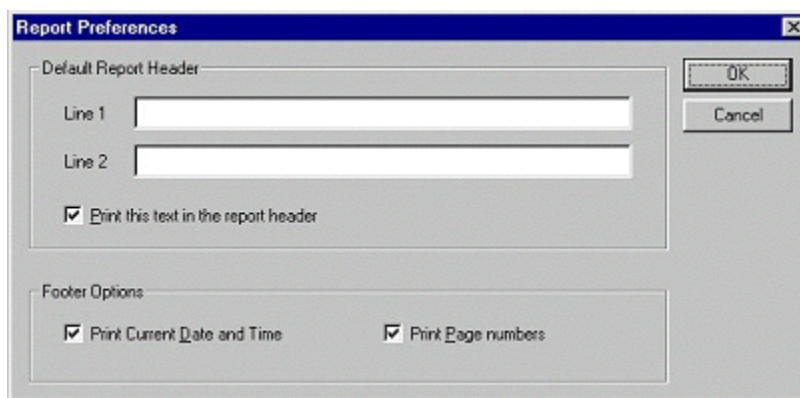 Report Preferences
Default Report Header
OK
Line 1
Cancel
Line 2
Print this text in the report header
Footer Options
Print Current Date and Time
Print Page numbers